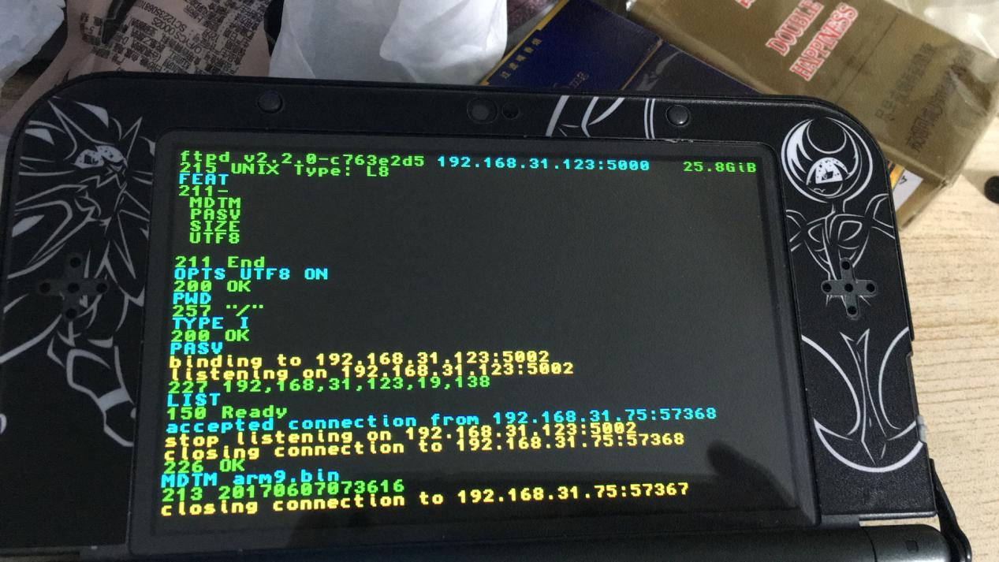 DOUBLE
HAPPINESS
ftpd v2.2.0-c763e2d5 192.168.31.123:5000 25.8GiB
215 UNIX Type: L8
FEAT
211-
MDTM
PASV
SIZE
UTF8
211 End
OPTS UTF8 ON
200 OK
PWD
257 "/"
TYPE I
200 OK
PASV
binding to 192.168.31.123:5002
listening on 192.168.31.123:5002
227 192,168,31,123,19,138
LIST
150 Ready
accepted connection from 192.168.31.75:57368
stop listening on 192.168.31.123:5002
closing connection to 192.168.31.75:57368
226 OK
MDTM arm9.bin
213 20170607073616
closing connection to 192.168.31.75:57367